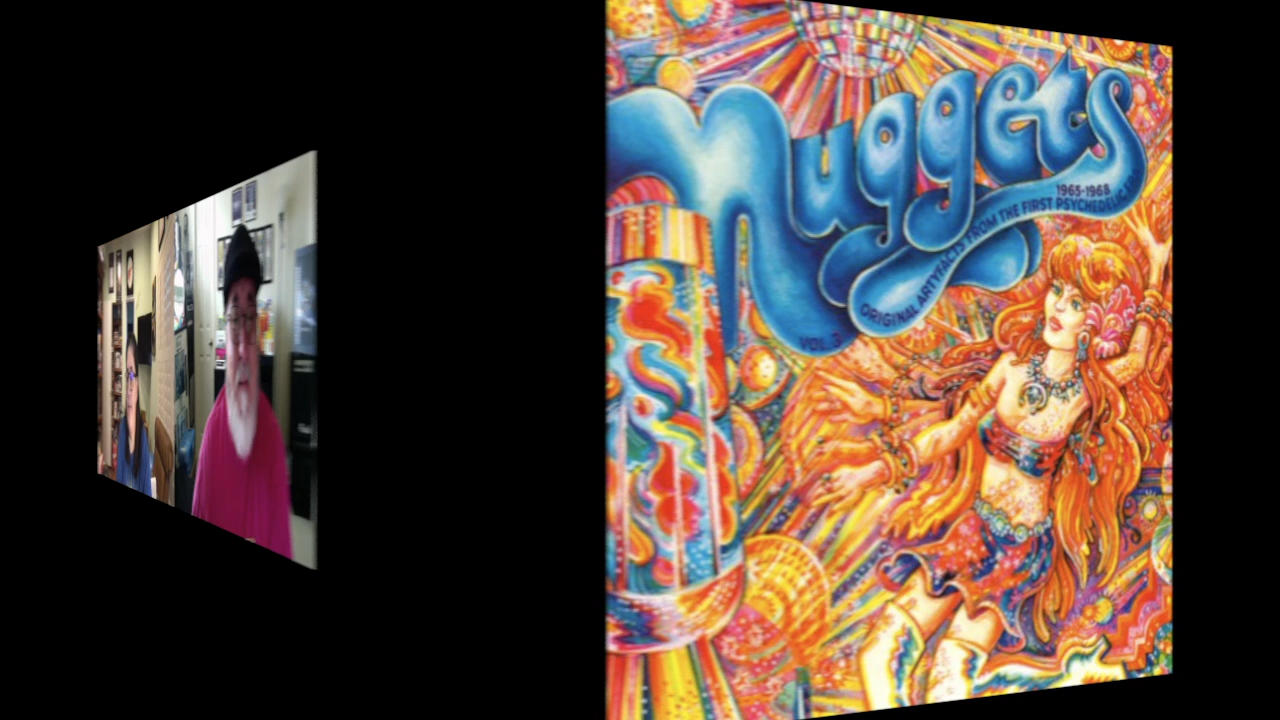 Nuggets
1965-1968
ORIGINAL ARTYFACTS FROM THE FIRST PSYCHEDELIC ERA
VOL. 3